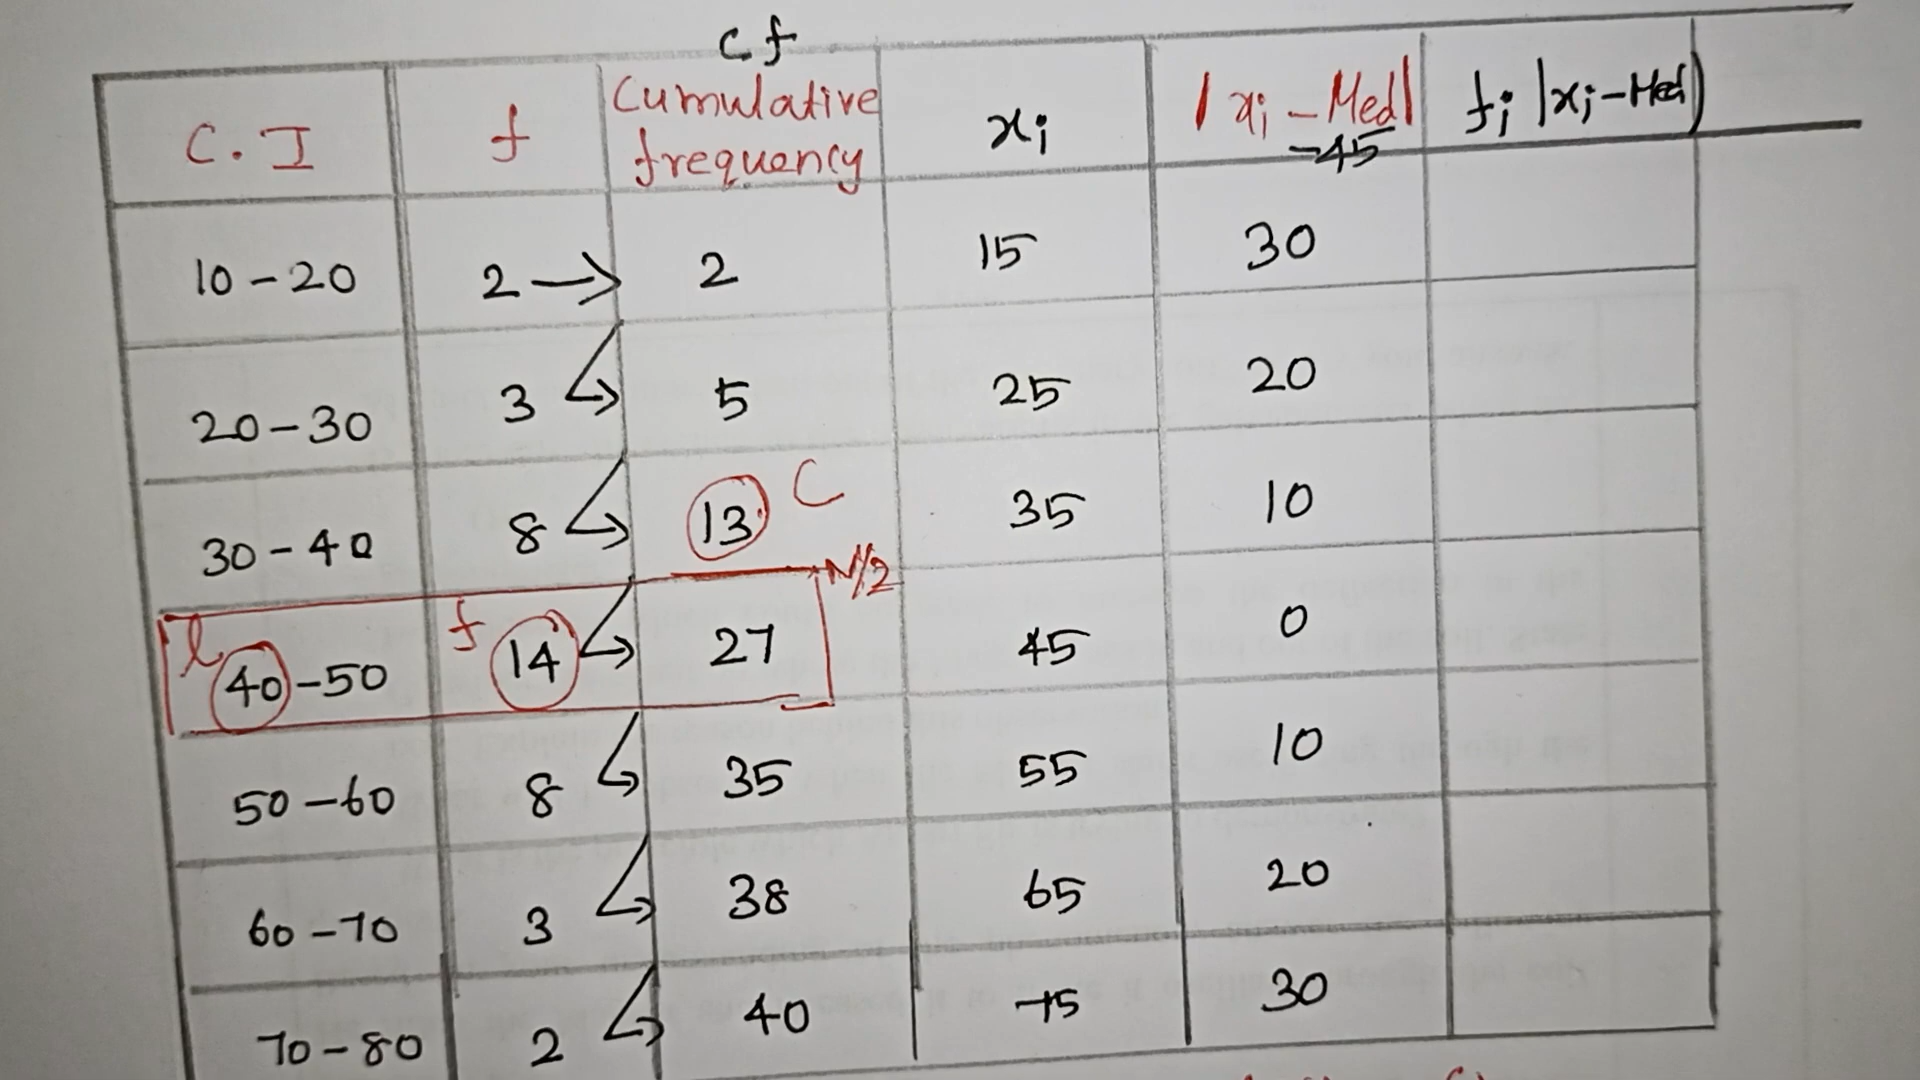 cf
C.I f Cumulative frequency xi |xi - Med| fi |xi - Med|
-45
10-20 2 2 15 30
20-30 3 5 25 20
30-40 8 13 C 35 10
N/2
l 40-50 f 14 27 45 0
50-60 8 35 55 10
60-70 3 38 65 20
70-80 2 40 75 30